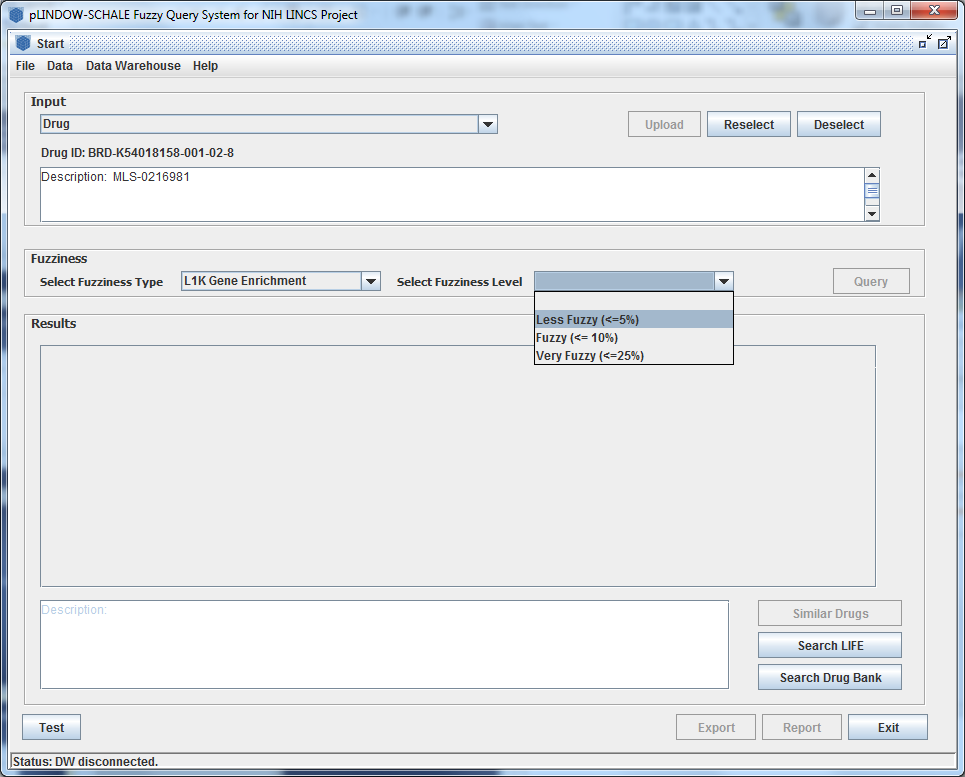 pLINDOW-SCHALE Fuzzy Query System for NIH LINCS Project
Start
File Data Data Warehouse Help
Input
Drug
Upload Reselect Deselect
Drug ID: BRD-K54018158-001-02-8
Description: MLS-0216981
Fuzziness
Select Fuzziness Type L1K Gene Enrichment Select Fuzziness Level Query
Less Fuzzy (<=5%)
Fuzzy (<= 10%)
Very Fuzzy (<=25%)
Results
Description:
Similar Drugs
Search LIFE
Search Drug Bank
Test Export Report Exit
Status: DW disconnected.